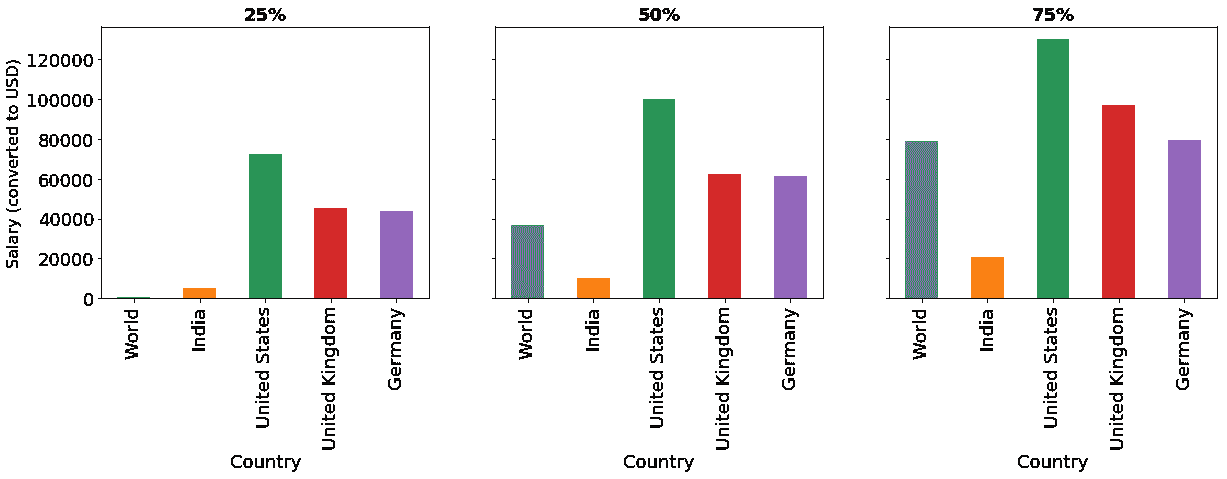 25%
50%
75%
Salary (converted to USD)
120000
100000
80000
60000
40000
20000
0
World
India
United States
United Kingdom
Germany
World
India
United States
United Kingdom
Germany
World
India
United States
United Kingdom
Germany
Country
Country
Country